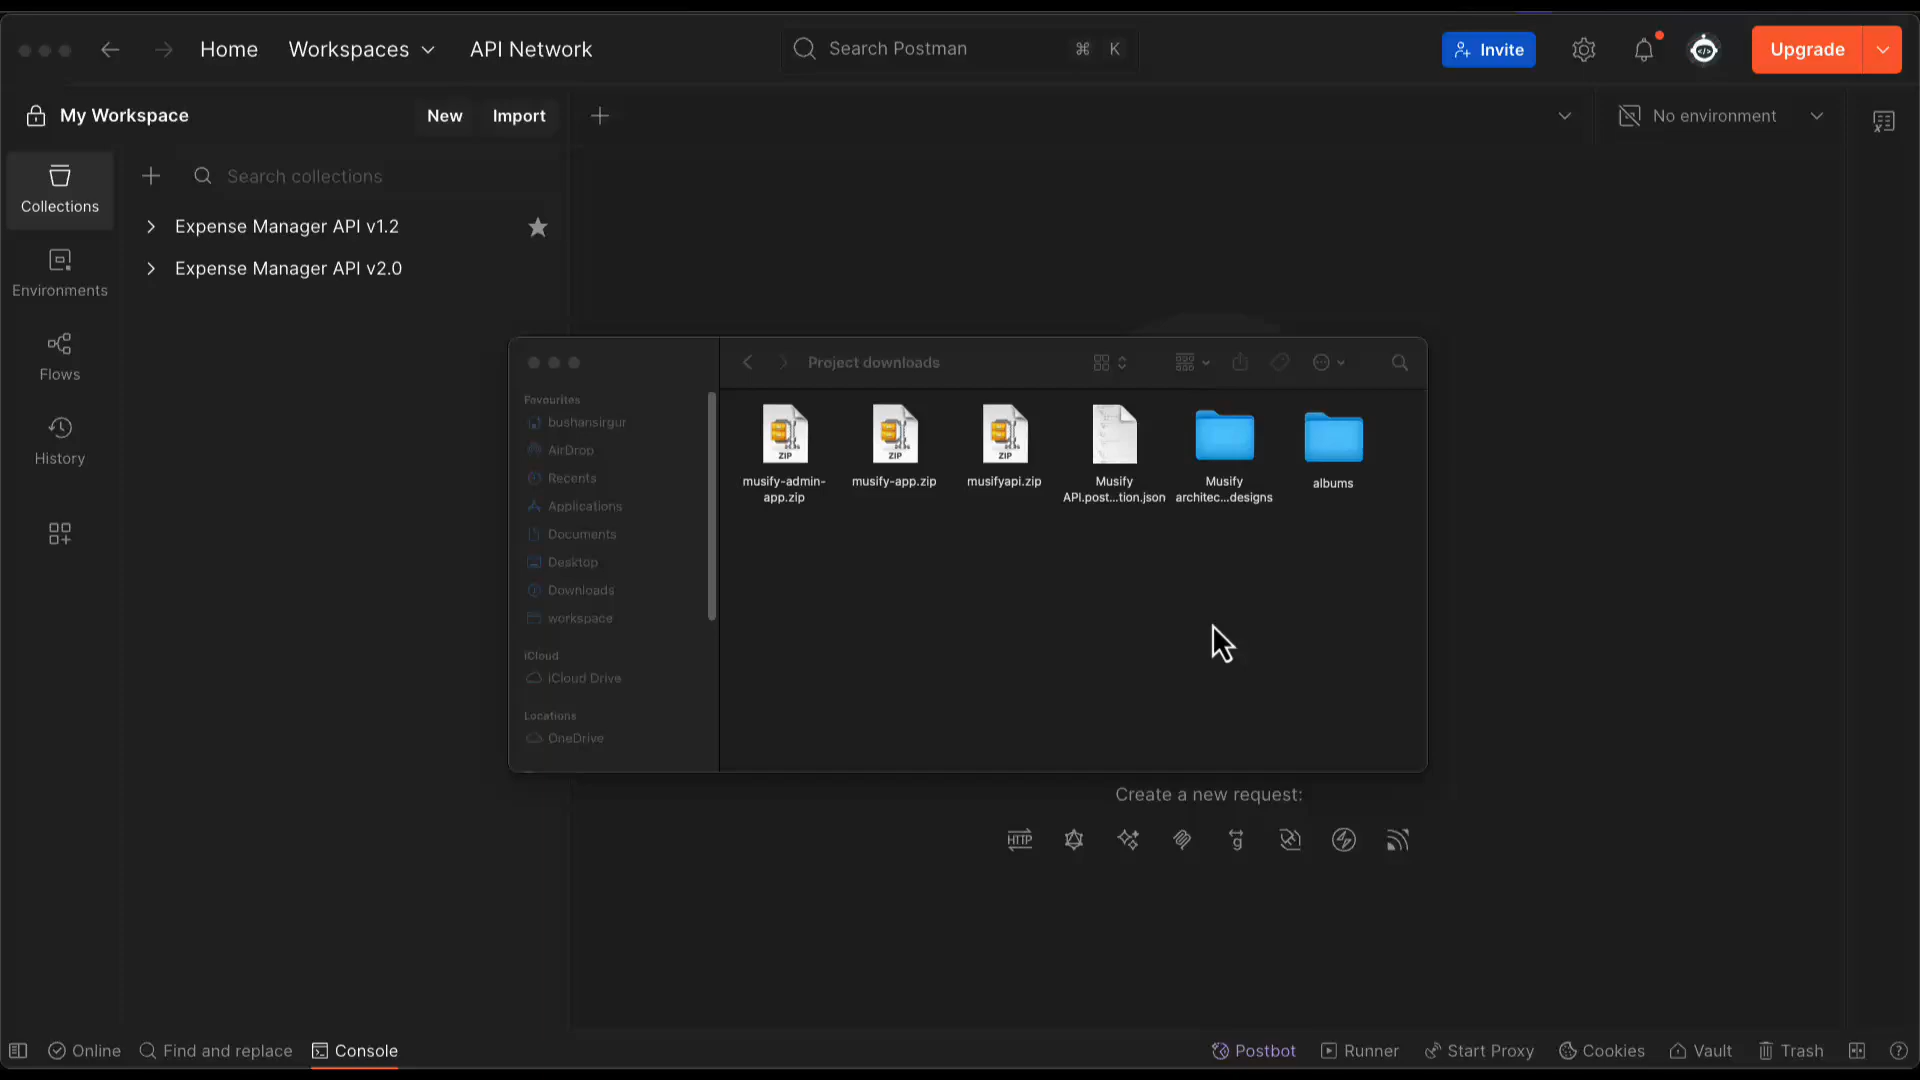 Home Workspaces API Network Search Postman ⌘ K Invite Upgrade
My Workspace New Import No environment
Collections
Search collections
Expense Manager API v1.2
Expense Manager API v2.0
Environments
Flows
History
Project downloads
Favourites
bushansirgur
AirDrop
Recents
Applications
Documents
Desktop
Downloads
workspace
iCloud
iCloud Drive
Locations
OneDrive
ZIP ZIP ZIP
musify-admin-app.zip
musify-app.zip
musifyapi.zip
Musify
API.post...tion.json
Musify
architec...designs
albums
Create a new request:
HTTP
Online Find and replace Console Postbot Runner Start Proxy Cookies Vault Trash